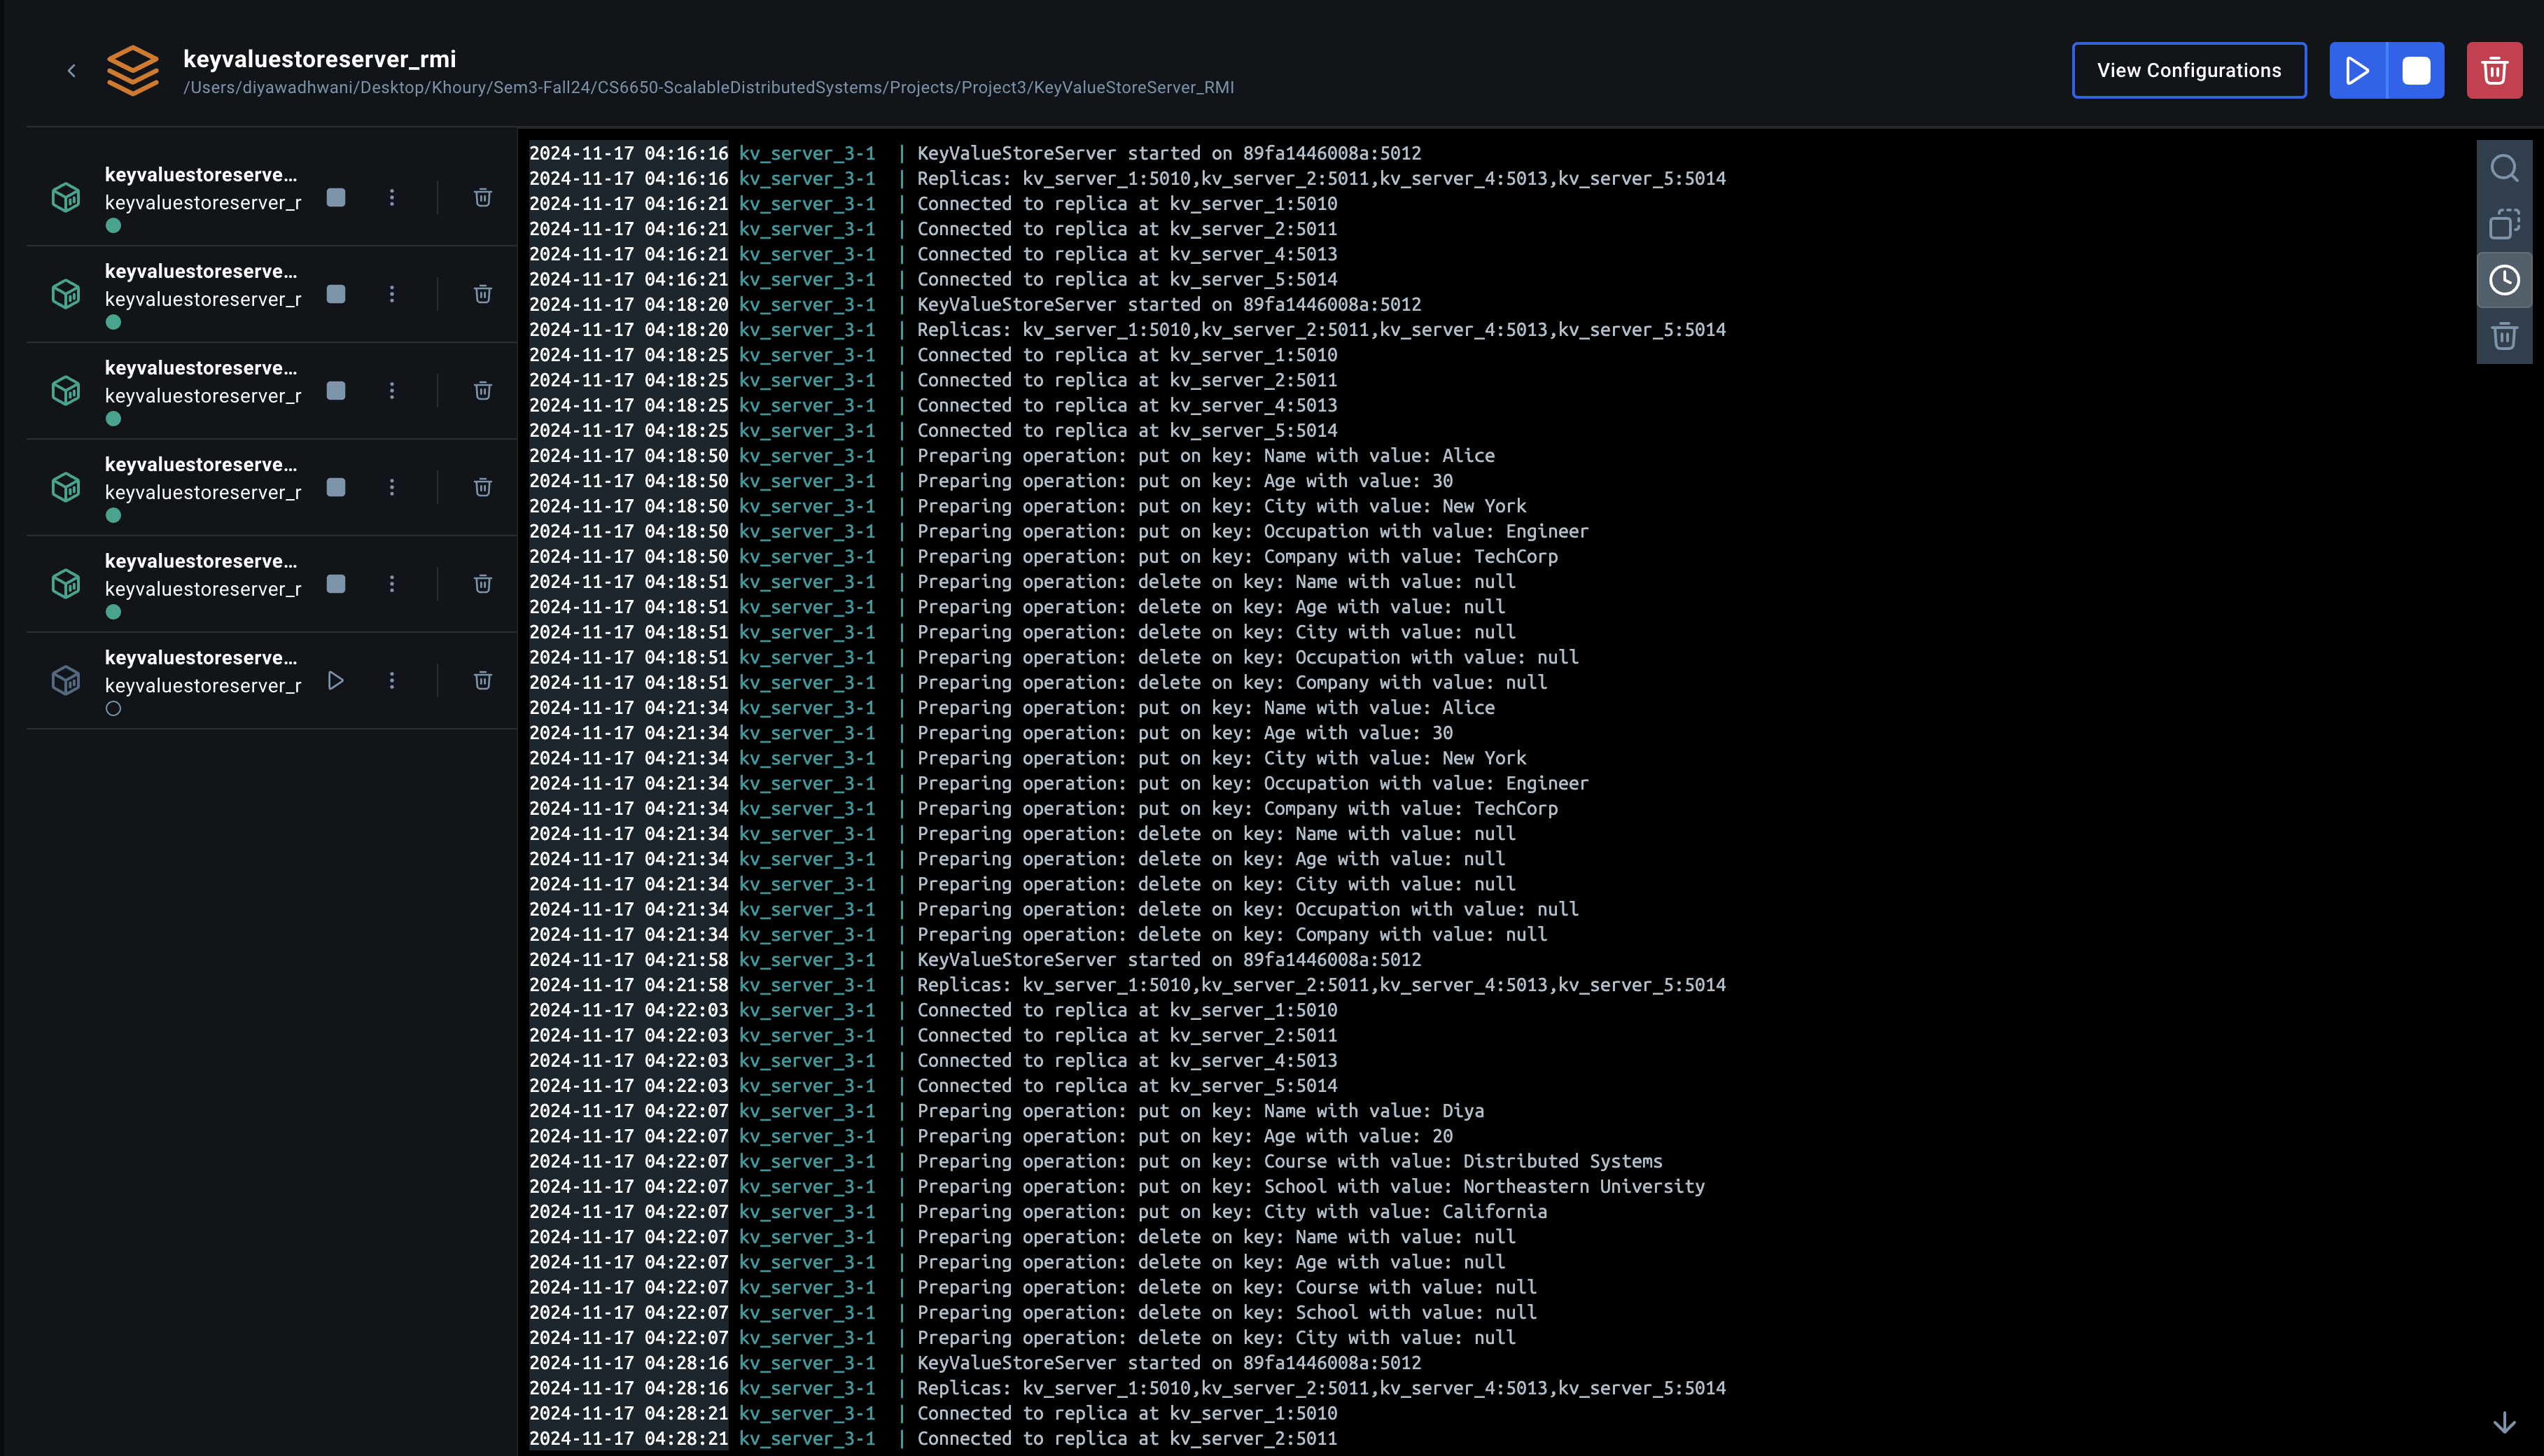 keyvaluestoreserver_rmi
/Users/diyawadhwani/Desktop/Khoury/Sem3-Fall24/CS6650-ScalableDistributedSystems/Projects/Project3/KeyValueStoreServer_RMI
View Configurations
keyvaluestoreserve...
keyvaluestoreserver_r
keyvaluestoreserve...
keyvaluestoreserver_r
keyvaluestoreserve...
keyvaluestoreserver_r
keyvaluestoreserve...
keyvaluestoreserver_r
keyvaluestoreserve...
keyvaluestoreserver_r
keyvaluestoreserve...
keyvaluestoreserver_r
2024-11-17 04:16:16 kv_server_3-1 | KeyValueStoreServer started on 89fa1446008a:5012
2024-11-17 04:16:16 kv_server_3-1 | Replicas: kv_server_1:5010,kv_server_2:5011,kv_server_4:5013,kv_server_5:5014
2024-11-17 04:16:21 kv_server_3-1 | Connected to replica at kv_server_1:5010
2024-11-17 04:16:21 kv_server_3-1 | Connected to replica at kv_server_2:5011
2024-11-17 04:16:21 kv_server_3-1 | Connected to replica at kv_server_4:5013
2024-11-17 04:16:21 kv_server_3-1 | Connected to replica at kv_server_5:5014
2024-11-17 04:18:20 kv_server_3-1 | KeyValueStoreServer started on 89fa1446008a:5012
2024-11-17 04:18:20 kv_server_3-1 | Replicas: kv_server_1:5010,kv_server_2:5011,kv_server_4:5013,kv_server_5:5014
2024-11-17 04:18:25 kv_server_3-1 | Connected to replica at kv_server_1:5010
2024-11-17 04:18:25 kv_server_3-1 | Connected to replica at kv_server_2:5011
2024-11-17 04:18:25 kv_server_3-1 | Connected to replica at kv_server_4:5013
2024-11-17 04:18:25 kv_server_3-1 | Connected to replica at kv_server_5:5014
2024-11-17 04:18:50 kv_server_3-1 | Preparing operation: put on key: Name with value: Alice
2024-11-17 04:18:50 kv_server_3-1 | Preparing operation: put on key: Age with value: 30
2024-11-17 04:18:50 kv_server_3-1 | Preparing operation: put on key: City with value: New York
2024-11-17 04:18:50 kv_server_3-1 | Preparing operation: put on key: Occupation with value: Engineer
2024-11-17 04:18:50 kv_server_3-1 | Preparing operation: put on key: Company with value: TechCorp
2024-11-17 04:18:51 kv_server_3-1 | Preparing operation: delete on key: Name with value: null
2024-11-17 04:18:51 kv_server_3-1 | Preparing operation: delete on key: Age with value: null
2024-11-17 04:18:51 kv_server_3-1 | Preparing operation: delete on key: City with value: null
2024-11-17 04:18:51 kv_server_3-1 | Preparing operation: delete on key: Occupation with value: null
2024-11-17 04:18:51 kv_server_3-1 | Preparing operation: delete on key: Company with value: null
2024-11-17 04:21:34 kv_server_3-1 | Preparing operation: put on key: Name with value: Alice
2024-11-17 04:21:34 kv_server_3-1 | Preparing operation: put on key: Age with value: 30
2024-11-17 04:21:34 kv_server_3-1 | Preparing operation: put on key: City with value: New York
2024-11-17 04:21:34 kv_server_3-1 | Preparing operation: put on key: Occupation with value: Engineer
2024-11-17 04:21:34 kv_server_3-1 | Preparing operation: put on key: Company with value: TechCorp
2024-11-17 04:21:34 kv_server_3-1 | Preparing operation: delete on key: Name with value: null
2024-11-17 04:21:34 kv_server_3-1 | Preparing operation: delete on key: Age with value: null
2024-11-17 04:21:34 kv_server_3-1 | Preparing operation: delete on key: City with value: null
2024-11-17 04:21:34 kv_server_3-1 | Preparing operation: delete on key: Occupation with value: null
2024-11-17 04:21:34 kv_server_3-1 | Preparing operation: delete on key: Company with value: null
2024-11-17 04:21:58 kv_server_3-1 | KeyValueStoreServer started on 89fa1446008a:5012
2024-11-17 04:21:58 kv_server_3-1 | Replicas: kv_server_1:5010,kv_server_2:5011,kv_server_4:5013,kv_server_5:5014
2024-11-17 04:22:03 kv_server_3-1 | Connected to replica at kv_server_1:5010
2024-11-17 04:22:03 kv_server_3-1 | Connected to replica at kv_server_2:5011
2024-11-17 04:22:03 kv_server_3-1 | Connected to replica at kv_server_4:5013
2024-11-17 04:22:03 kv_server_3-1 | Connected to replica at kv_server_5:5014
2024-11-17 04:22:07 kv_server_3-1 | Preparing operation: put on key: Name with value: Diya
2024-11-17 04:22:07 kv_server_3-1 | Preparing operation: put on key: Age with value: 20
2024-11-17 04:22:07 kv_server_3-1 | Preparing operation: put on key: Course with value: Distributed Systems
2024-11-17 04:22:07 kv_server_3-1 | Preparing operation: put on key: School with value: Northeastern University
2024-11-17 04:22:07 kv_server_3-1 | Preparing operation: put on key: City with value: California
2024-11-17 04:22:07 kv_server_3-1 | Preparing operation: delete on key: Name with value: null
2024-11-17 04:22:07 kv_server_3-1 | Preparing operation: delete on key: Age with value: null
2024-11-17 04:22:07 kv_server_3-1 | Preparing operation: delete on key: Course with value: null
2024-11-17 04:22:07 kv_server_3-1 | Preparing operation: delete on key: School with value: null
2024-11-17 04:22:07 kv_server_3-1 | Preparing operation: delete on key: City with value: null
2024-11-17 04:28:16 kv_server_3-1 | KeyValueStoreServer started on 89fa1446008a:5012
2024-11-17 04:28:16 kv_server_3-1 | Replicas: kv_server_1:5010,kv_server_2:5011,kv_server_4:5013,kv_server_5:5014
2024-11-17 04:28:21 kv_server_3-1 | Connected to replica at kv_server_1:5010
2024-11-17 04:28:21 kv_server_3-1 | Connected to replica at kv_server_2:5011